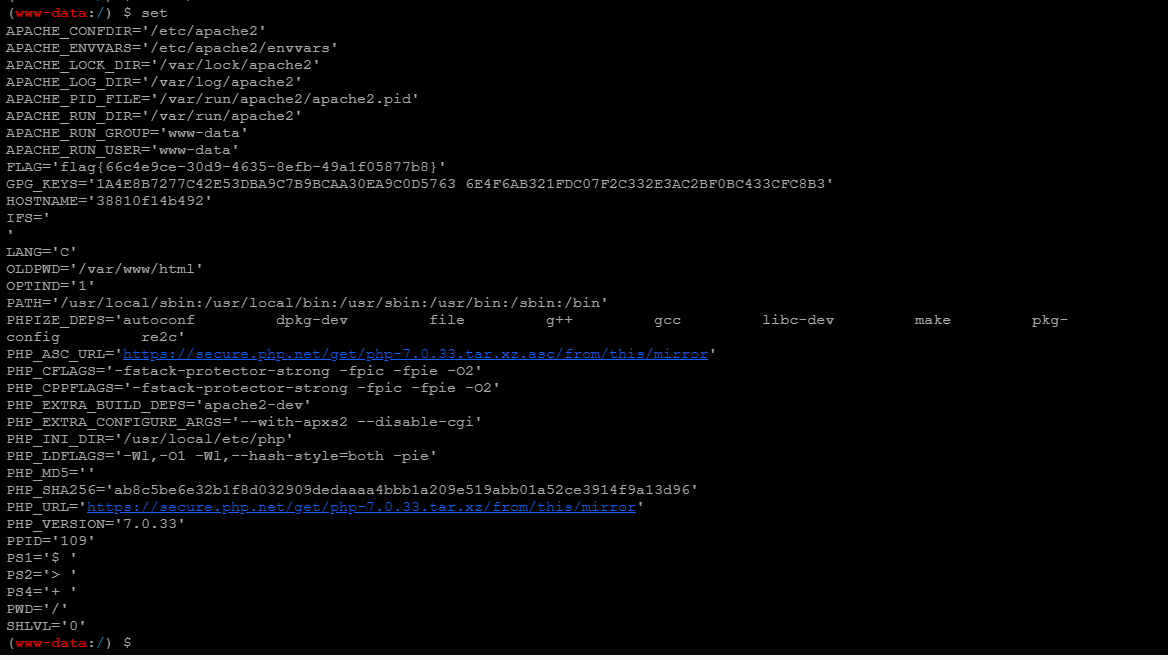 (www-data:/) $ set
APACHE_CONFDIR='/etc/apache2'
APACHE_ENVVARS='/etc/apache2/envvars'
APACHE_LOCK_DIR='/var/lock/apache2'
APACHE_LOG_DIR='/var/log/apache2'
APACHE_PID_FILE='/var/run/apache2/apache2.pid'
APACHE_RUN_DIR='/var/run/apache2'
APACHE_RUN_GROUP='www-data'
APACHE_RUN_USER='www-data'
FLAG='flag{66c4e9ce-30d9-4635-8efb-49a1f05877b8}'
GPG_KEYS='1A4E8B7277C42E53DBA9C7B9BCAA30EA9C0D5763 6E4F6AB321FDC07F2C332E3AC2BF0BC433CFC8B3'
HOSTNAME='38810f14b492'
IFS='
'
LANG='C'
OLDPWD='/var/www/html'
OPTIND='1'
PATH='/usr/local/sbin:/usr/local/bin:/usr/sbin:/usr/bin:/sbin:/bin'
PHPIZE_DEPS='autoconf dpkg-dev file g++ gcc libc-dev make pkg-
config re2c'
PHP_ASC_URL='https://secure.php.net/get/php-7.0.33.tar.xz.asc/from/this/mirror'
PHP_CFLAGS='-fstack-protector-strong -fpic -fpie -O2'
PHP_CPPFLAGS='-fstack-protector-strong -fpic -fpie -O2'
PHP_EXTRA_BUILD_DEPS='apache2-dev'
PHP_EXTRA_CONFIGURE_ARGS='--with-apxs2 --disable-cgi'
PHP_INI_DIR='/usr/local/etc/php'
PHP_LDFLAGS='-Wl,-O1 -Wl,--hash-style=both -pie'
PHP_MD5=''
PHP_SHA256='ab8c5be6e32b1f8d032909dedaaaa4bbb1a209e519abb01a52ce3914f9a13d96'
PHP_URL='https://secure.php.net/get/php-7.0.33.tar.xz/from/this/mirror'
PHP_VERSION='7.0.33'
PPID='109'
PS1='$ '
PS2='> '
PS4='+ '
PWD='/'
SHLVL='0'
(www-data:/) $